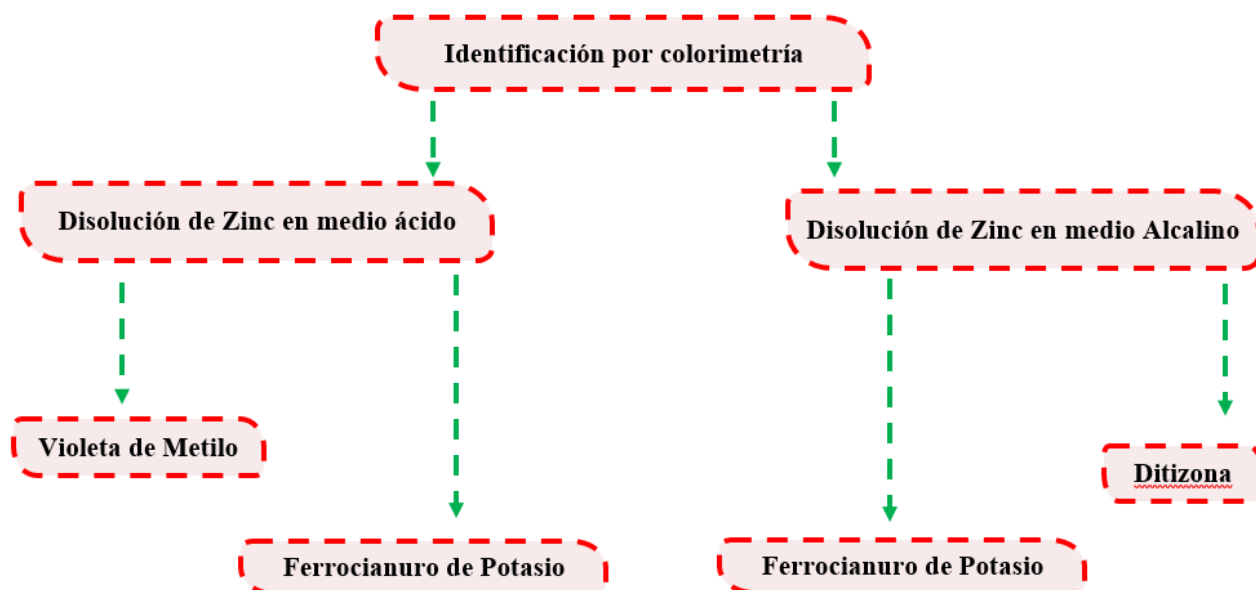 Identificación por colorimetría
Disolución de Zinc en medio ácido
Disolución de Zinc en medio Alcalino
Violeta de Metilo
Ditizona
Ferrocianuro de Potasio
Ferrocianuro de Potasio